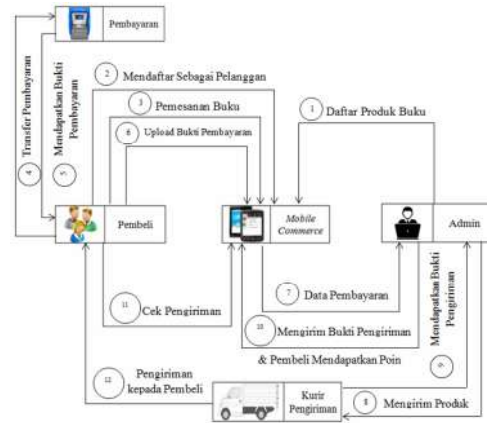 Pembayaran
2 Mendaftar Sebagai Pelanggan
3 Pemesanan Buku
1 Daftar Produk Buku
6 Upload Bukti Pembayaran
4 Transfer Pembayaran
5 Mendapatkan Bukti
Pembayaran
Pembeli
Mobile
Commerce
Admin
7 Data Pembayaran
11 Cek Pengiriman
10 Mengirim Bukti Pengiriman
& Pembeli Mendapatkan Poin
9 Mendapatkan Bukti
Pengiriman
12 Pengiriman
kepada Pembeli
Kurir
Pengiriman
8 Mengirim Produk